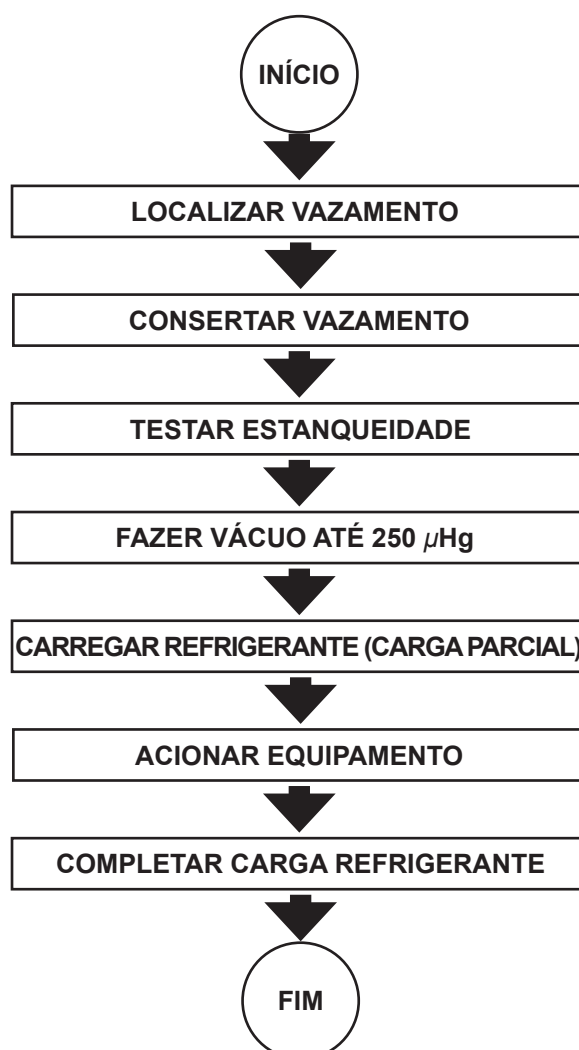 INÍCIO
LOCALIZAR VAZAMENTO
CONSERTAR VAZAMENTO
TESTAR ESTANQUEIDADE
FAZER VÁCUO ATÉ 250 µHg
CARREGAR REFRIGERANTE (CARGA PARCIAL)
ACIONAR EQUIPAMENTO
COMPLETAR CARGA REFRIGERANTE
FIM